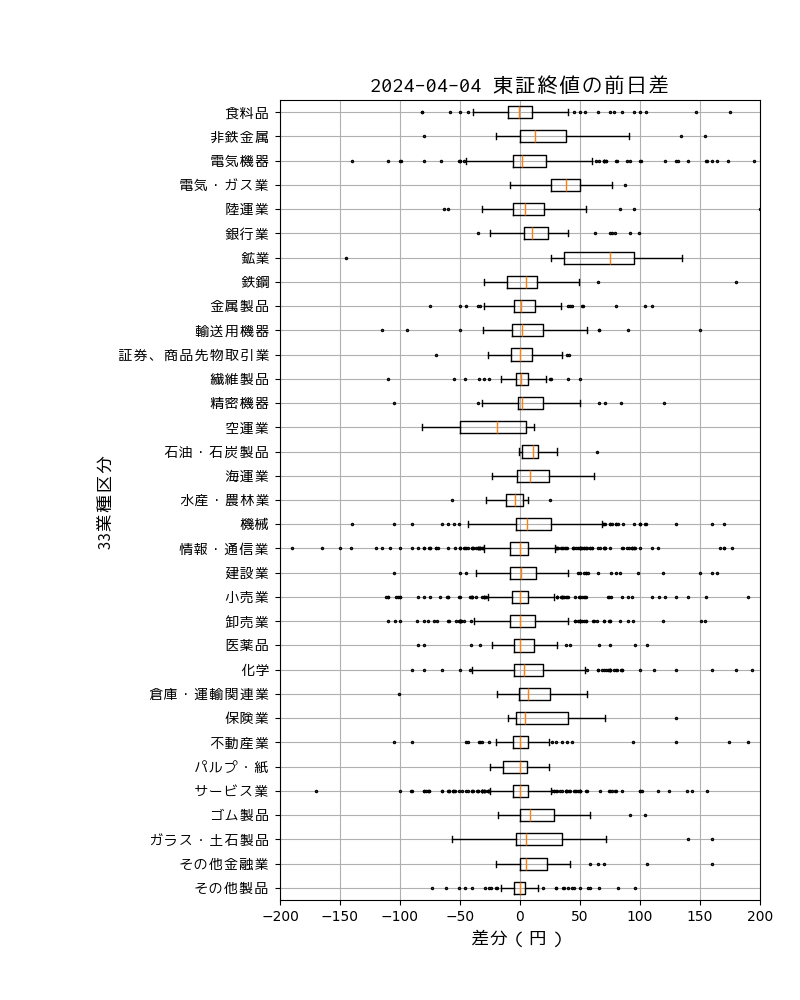 2024-04-04 東証終値の前日差
食料品
非鉄金属
電気機器
電気・ガス業
陸運業
銀行業
鉱業
鉄鋼
金属製品
輸送用機器
証券、商品先物取引業
繊維製品
精密機器
空運業
石油・石炭製品
海運業
水産・農林業
機械
情報・通信業
建設業
小売業
卸売業
医薬品
化学
倉庫・運輸関連業
保険業
不動産業
パルプ・紙
サービス業
ゴム製品
ガラス・土石製品
その他金融業
その他製品
33業種区分
−200 −150 −100 −50 0 50 100 150 200
差分（円）